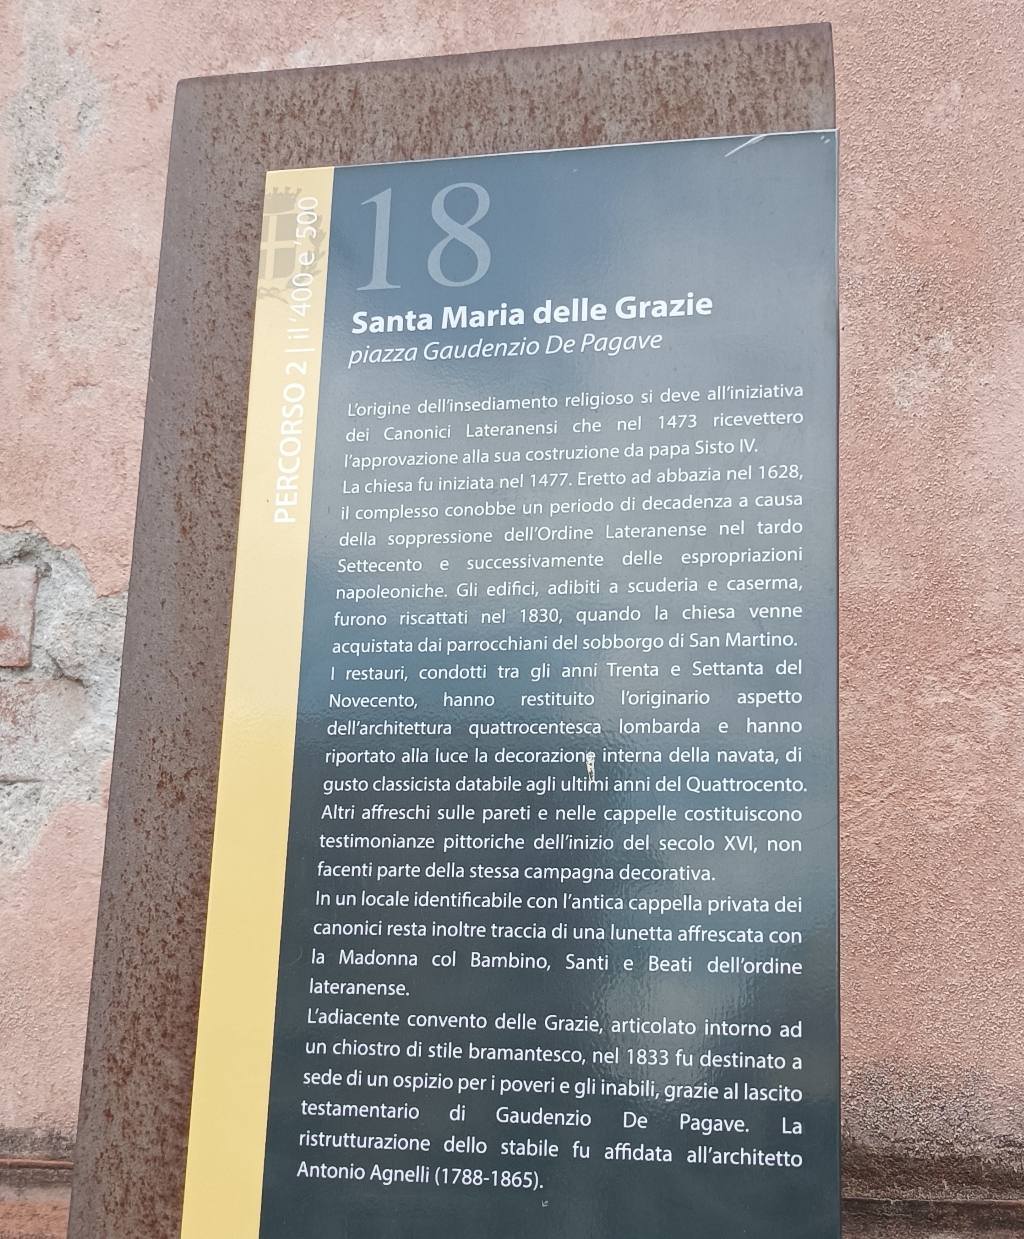 18
Santa Maria delle Grazie
piazza Gaudenzio De Pagave
PERCORSO 2 | il '400 e '500
L'origine dell'insediamento religioso si deve all'iniziativa
dei Canonici Lateranensi che nel 1473 ricevettero
l'approvazione alla sua costruzione da papa Sisto IV.
La chiesa fu iniziata nel 1477. Eretto ad abbazia nel 1628,
il complesso conobbe un periodo di decadenza a causa
della soppressione dell'Ordine Lateranense nel tardo
Settecento e successivamente delle espropriazioni
napoleoniche. Gli edifici, adibiti a scuderia e caserma,
furono riscattati nel 1830, quando la chiesa venne
acquistata dai parrocchiani del sobborgo di San Martino.
I restauri, condotti tra gli anni Trenta e Settanta del
Novecento, hanno restituito l'originario aspetto
dell'architettura quattrocentesca lombarda e hanno
riportato alla luce la decorazione interna della navata, di
gusto classicista databile agli ultimi anni del Quattrocento.
Altri affreschi sulle pareti e nelle cappelle costituiscono
testimonianze pittoriche dell'inizio del secolo XVI, non
facenti parte della stessa campagna decorativa.
In un locale identificabile con l'antica cappella privata dei
canonici resta inoltre traccia di una lunetta affrescata con
la Madonna col Bambino, Santi e Beati dell'ordine
lateranense.
L'adiacente convento delle Grazie, articolato intorno ad
un chiostro di stile bramantesco, nel 1833 fu destinato a
sede di un ospizio per i poveri e gli inabili, grazie al lascito
testamentario di Gaudenzio De Pagave. La
ristrutturazione dello stabile fu affidata all'architetto
Antonio Agnelli (1788-1865).